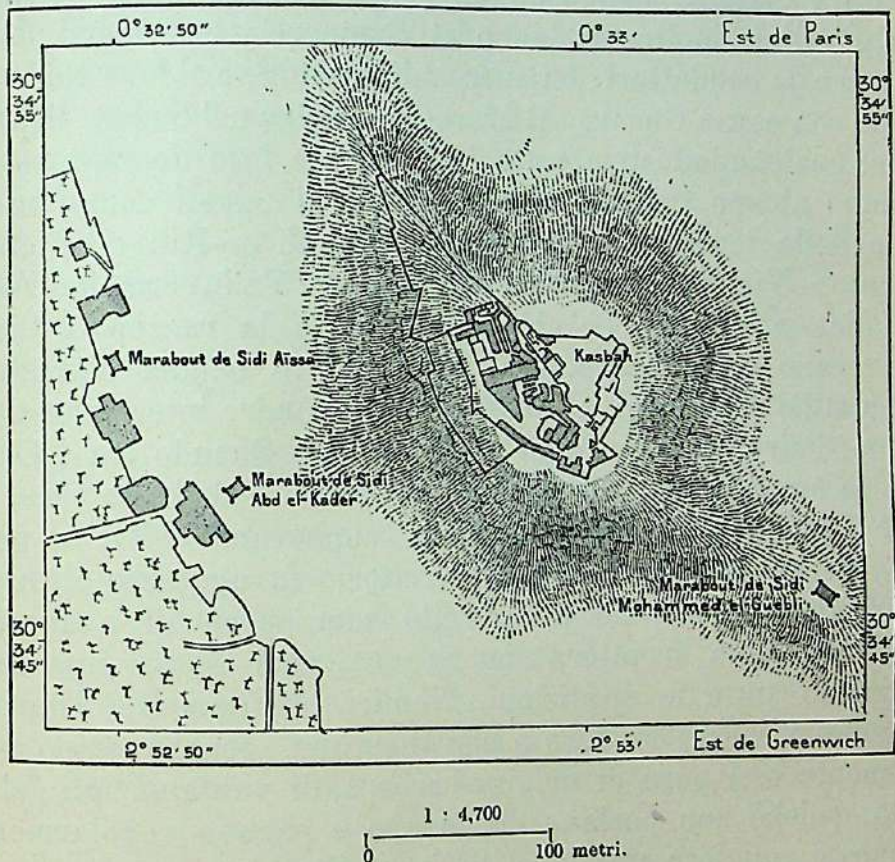 0° 32' 50"
0° 33'
Est de Paris
30°
34'
55"
30°
34'
55"
Kasbah
Marabout de Sidi Aïssa
Marabout de Sidi
Abd el-Kader
Marabout de Sidi
Mohammed el Guebli
30°
34'
45"
30°
34'
45"
2° 52' 50"
2° 53'
Est de Greenwich
1 : 4,700
0
100 metri.